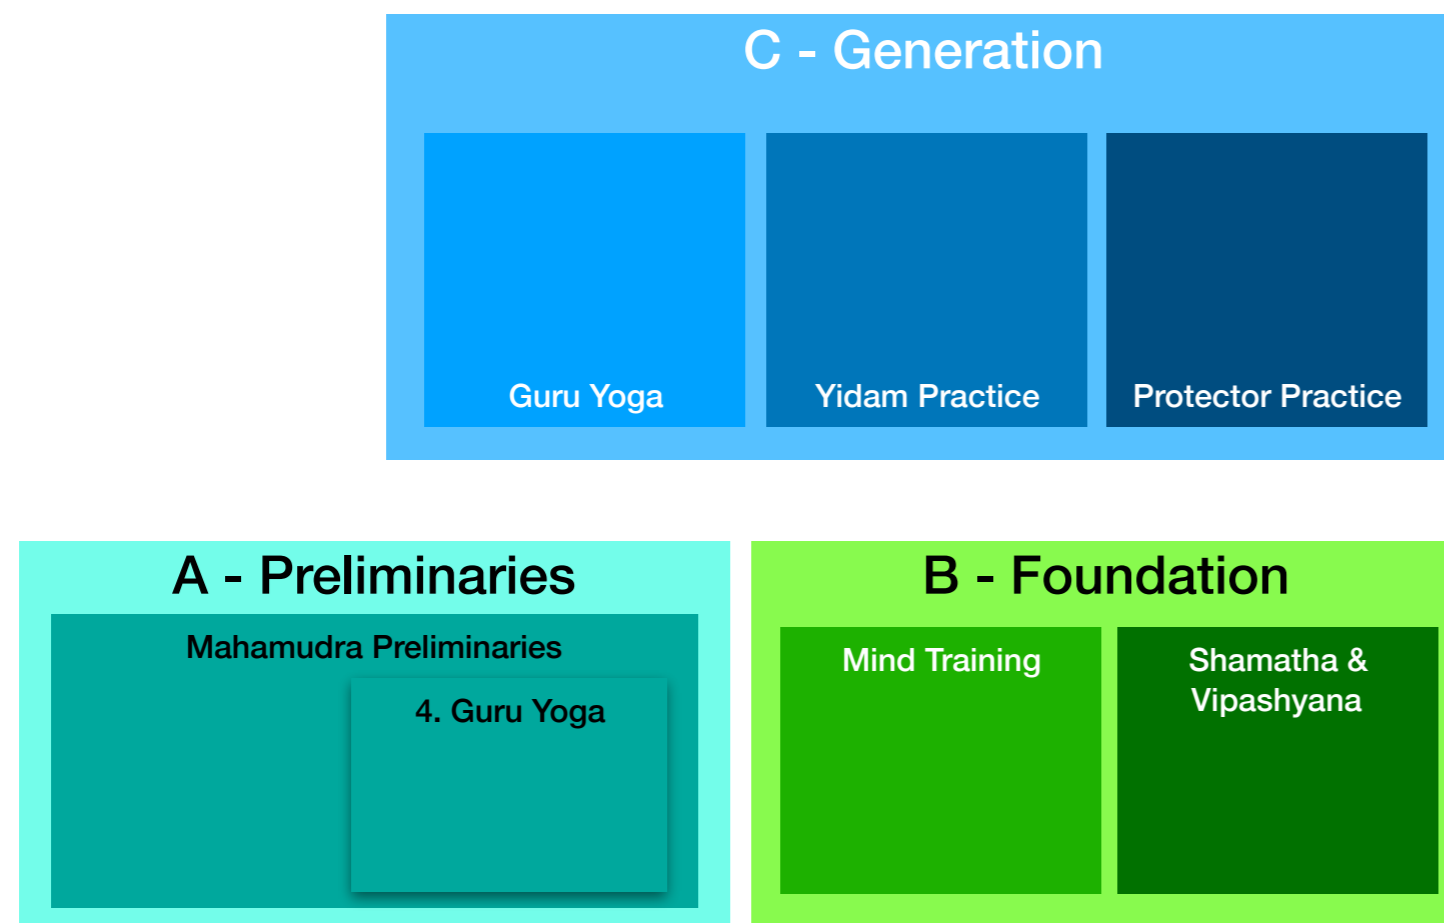 C - Generation
Guru Yoga
Yidam Practice
Protector Practice
A - Preliminaries
Mahamudra Preliminaries
4. Guru Yoga
B - Foundation
Mind Training
Shamatha &
Vipashyana